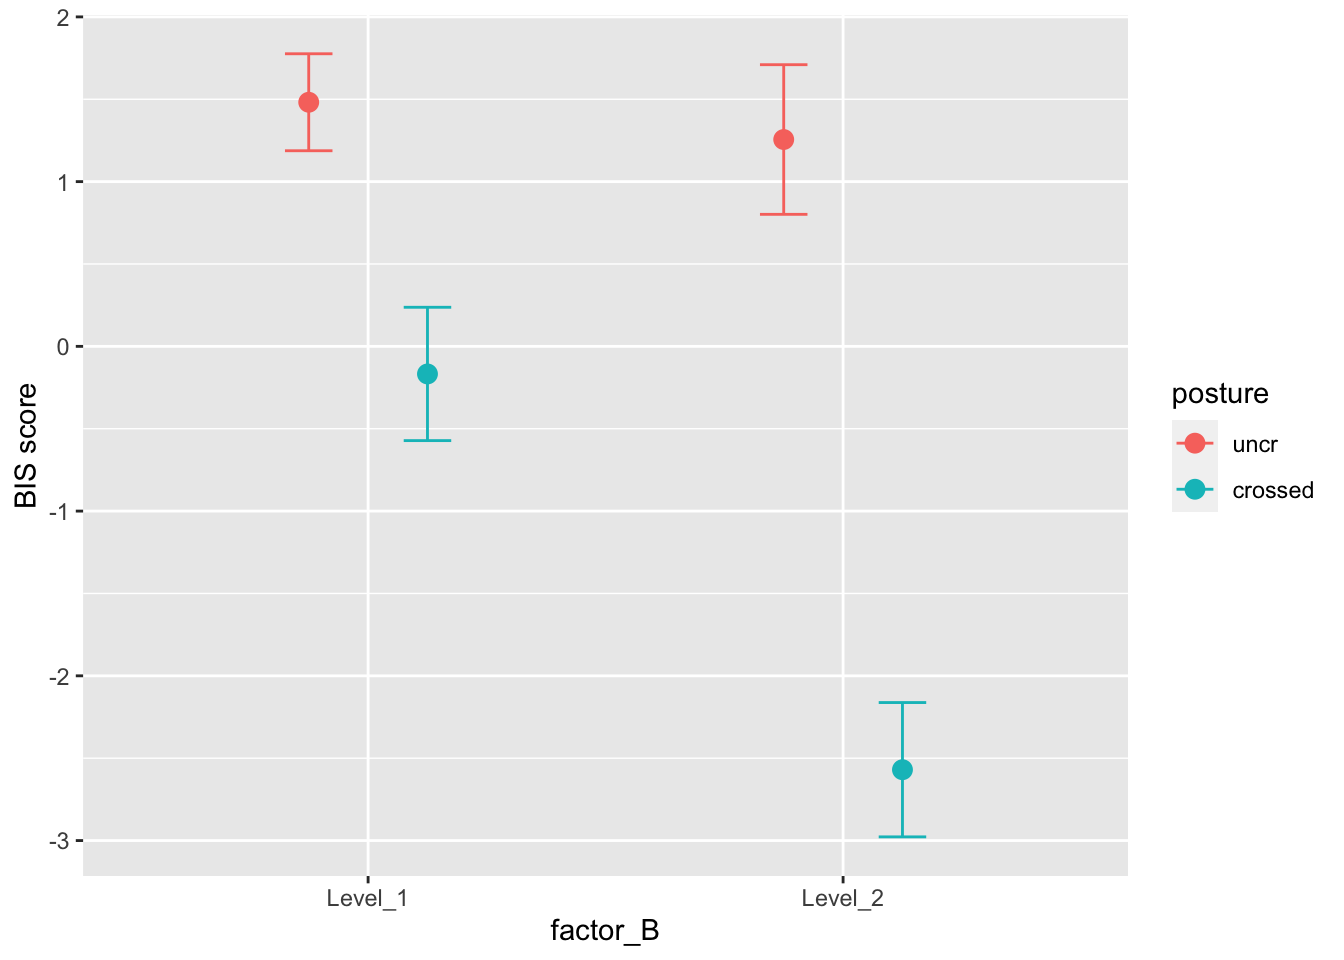 2
1
0
-1
-2
-3
BIS score
Level_1
Level_2
factor_B
posture
uncr
crossed